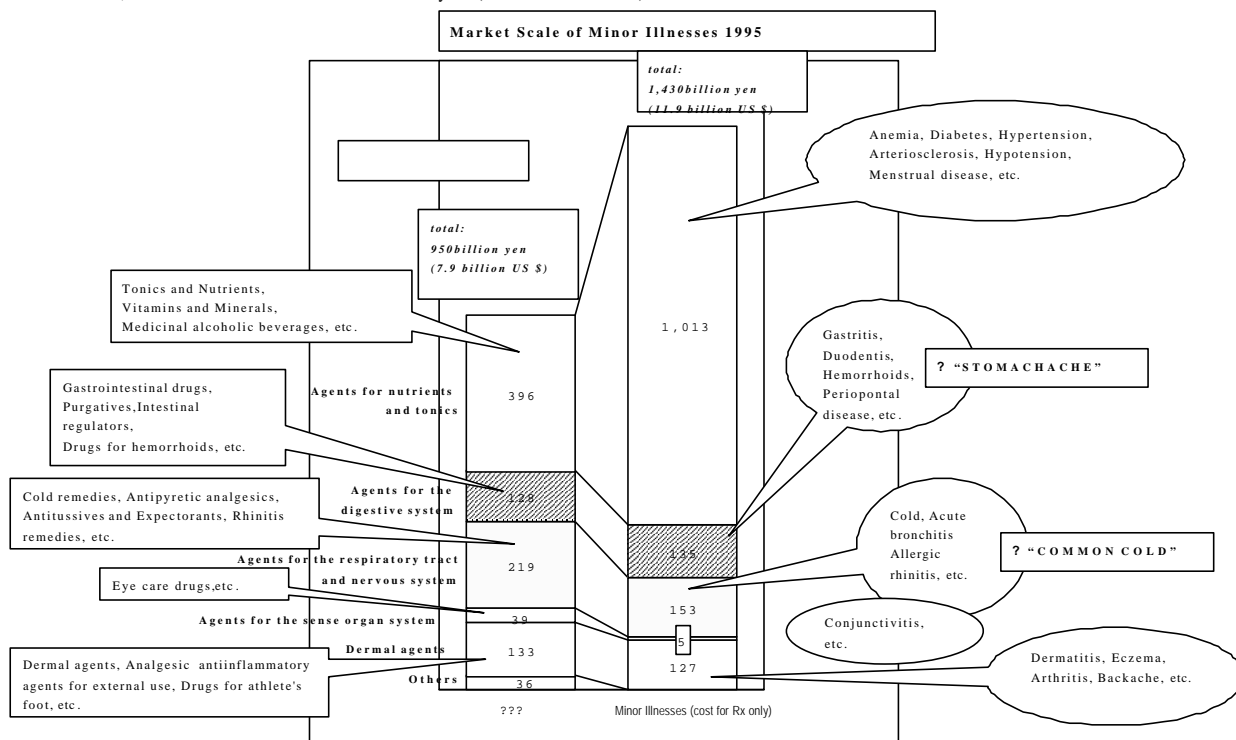 Market Scale of Minor Illnesses 1995
total:
1,430billion yen
(11.9 billion US $)
Anemia, Diabetes, Hypertension,
Arteriosclerosis, Hypotension,
Menstrual disease, etc.
total:
950billion yen
(7.9 billion US $)
Tonics and Nutrients,
Vitamins and Minerals,
Medicinal alcoholic beverages, etc.
1,013
Gastritis,
Duodentis,
Hemorrhoids,
Periopontal
disease, etc.
? “STOMACHACHE”
Gastrointestinal drugs,
Purgatives,Intestinal
regulators,
Drugs for hemorrhoids, etc.
Agents for nutrients
and tonics
396
Agents for the
digestive system
128
135
Cold remedies, Antipyretic analgesics,
Antitussives and Expectorants, Rhinitis
remedies, etc.
Cold, Acute
bronchitis
Allergic
rhinitis, etc.
? “COMMON COLD”
Agents for the respiratory tract
and nervous system
219
153
Eye care drugs,etc.
Agents for the sense organ system
39
5
Conjunctivitis,
etc.
Dermal agents
133
127
Dermal agents, Analgesic antiinflammatory
agents for external use, Drugs for athlete's
foot, etc.
Dermatitis, Eczema,
Arthritis, Backache, etc.
Others
36
???
Minor Illnesses (cost for Rx only)